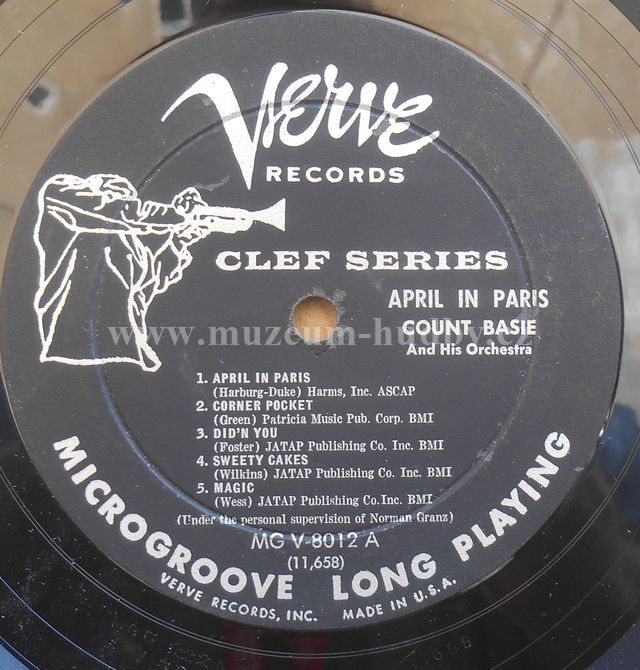 Verve
RECORDS
CLEF SERIES
APRIL IN PARIS
www.muzeum-hudby.cz
COUNT BASIE
And His Orchestra
1. APRIL IN PARIS
(Harburg-Duke) Harms, Inc. ASCAP
2. CORNER POCKET
(Green) Patricia Music Pub. Corp. BMI
3. DID'N YOU
(Foster) JATAP Publishing Co. Inc. BMI
4. SWEETY CAKES
(Wilkins) JATAP Publishing Co. Inc. BMI
5. MAGIC
(Wess) JATAP Publishing Co.Inc. BMI
(Under the personal supervision of Norman Granz)
MG V-8012 A
(11,658)
MICROGROOVE LONG PLAYING
VERVE RECORDS, INC. MADE IN U.S.A.